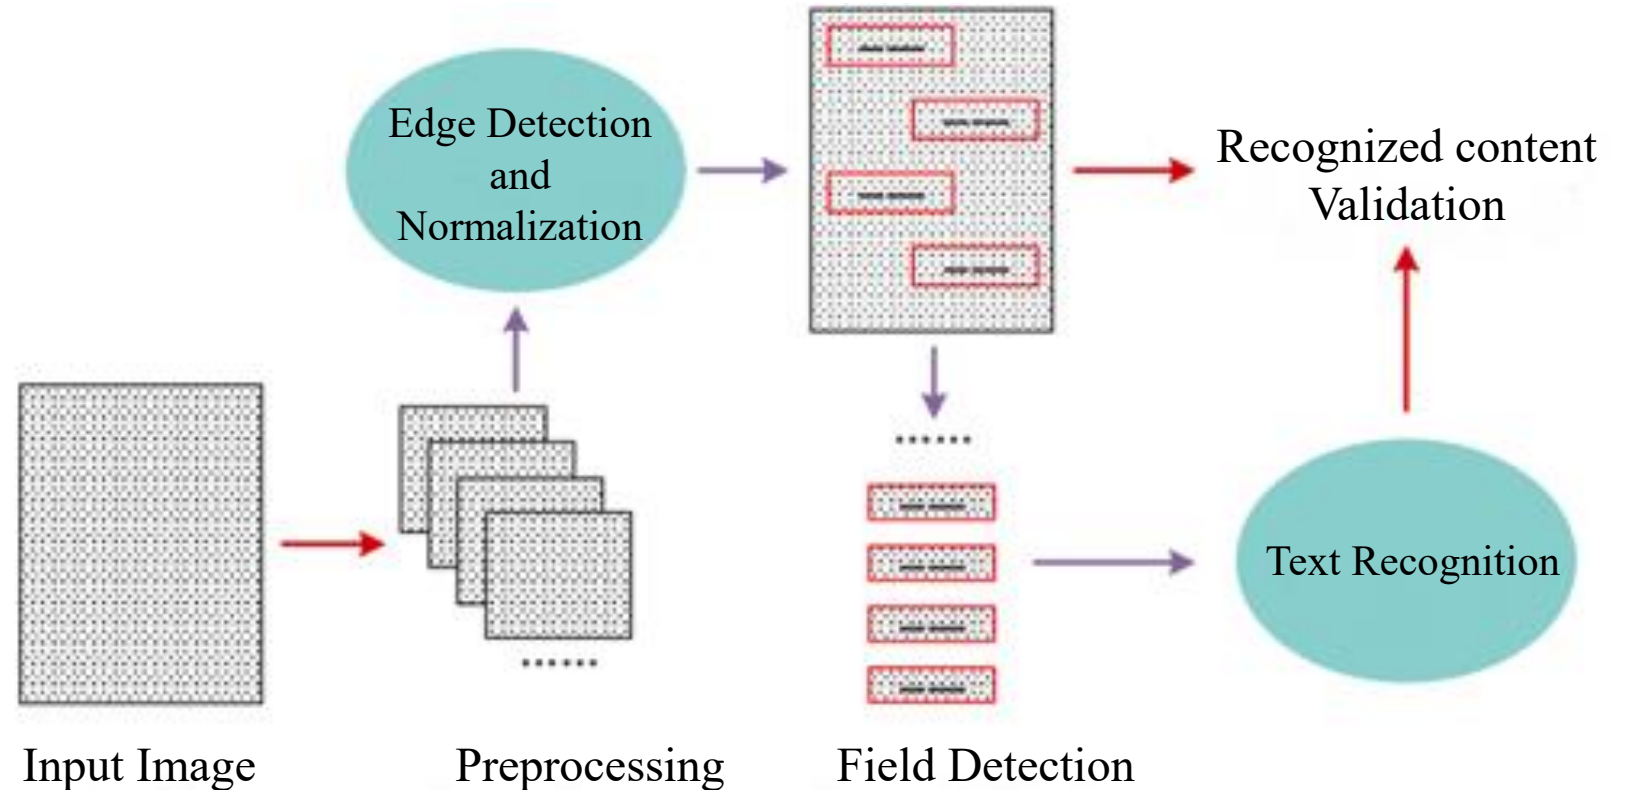 Edge Detection
and
Normalization
Recognized content
Validation
Text Recognition
Input Image
Preprocessing
Field Detection